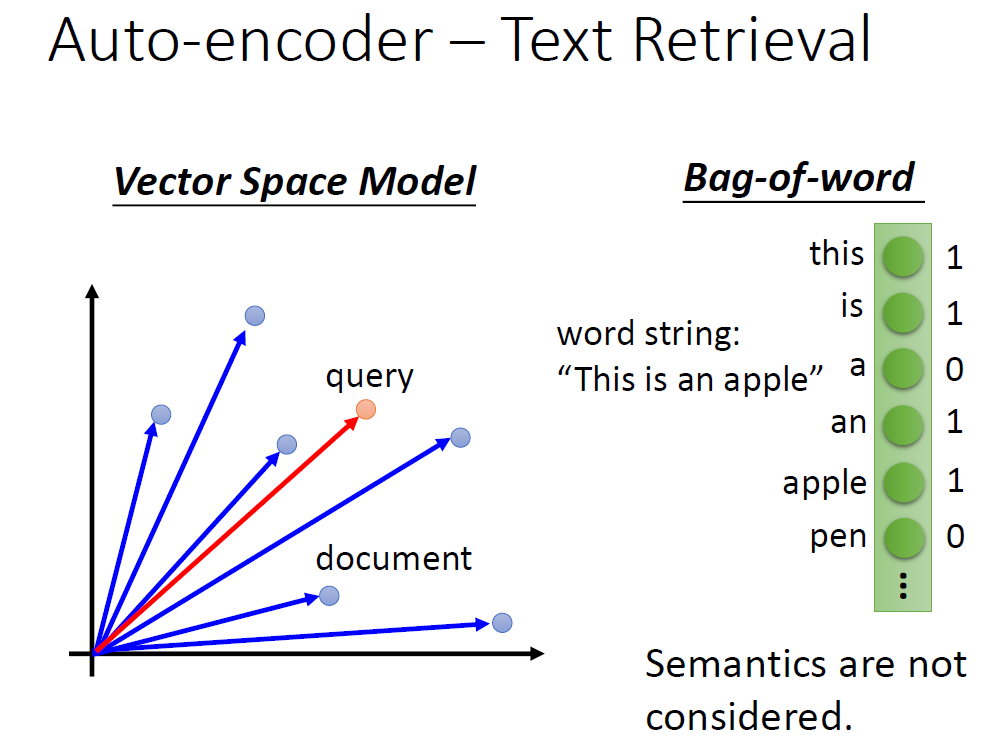 Auto-encoder – Text Retrieval
Vector Space Model
query
document
Bag-of-word
word string:
“This is an apple”
this 1
is 1
a 0
an 1
apple 1
pen 0
...
Semantics are not
considered.